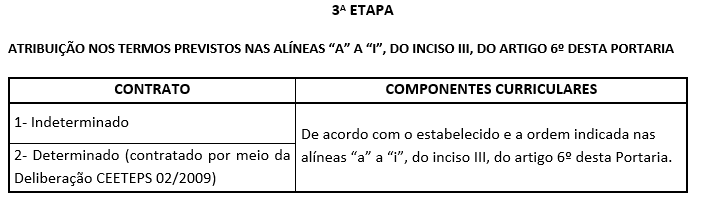 3ª ETAPA
ATRIBUIÇÃO NOS TERMOS PREVISTOS NAS ALÍNEAS “A” A “I”, DO INCISO III, DO ARTIGO 6º DESTA PORTARIA
CONTRATO
COMPONENTES CURRICULARES
1- Indeterminado
2- Determinado (contratado por meio da
Deliberação CEETEPS 02/2009)
De acordo com o estabelecido e a ordem indicada nas
alíneas “a” a “i”, do inciso III, do artigo 6º desta Portaria.